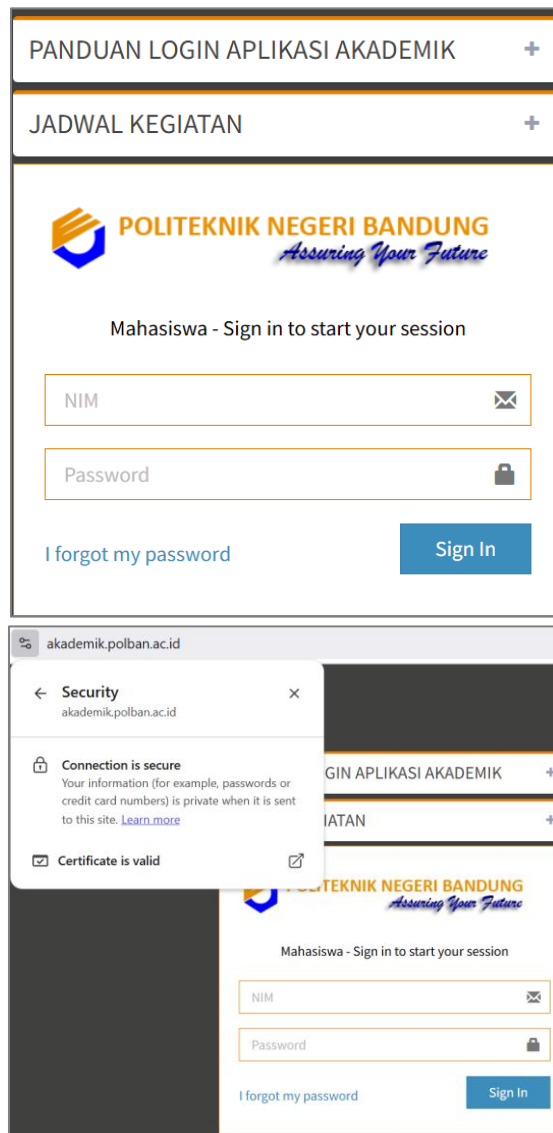 PANDUAN LOGIN APLIKASI AKADEMIK
JADWAL KEGIATAN
POLITEKNIK NEGERI BANDUNG
Assuring Your Future
Mahasiswa - Sign in to start your session
NIM
Password
I forgot my password
Sign In
akademik.polban.ac.id
Security
akademik.polban.ac.id
Connection is secure
Your information (for example, passwords or
credit card numbers) is private when it is sent
to this site. Learn more
Certificate is valid
GIN APLIKASI AKADEMIK
IATAN
TEKNIK NEGERI BANDUNG
Assuring Your Future
Mahasiswa - Sign in to start your session
NIM
Password
I forgot my password
Sign In